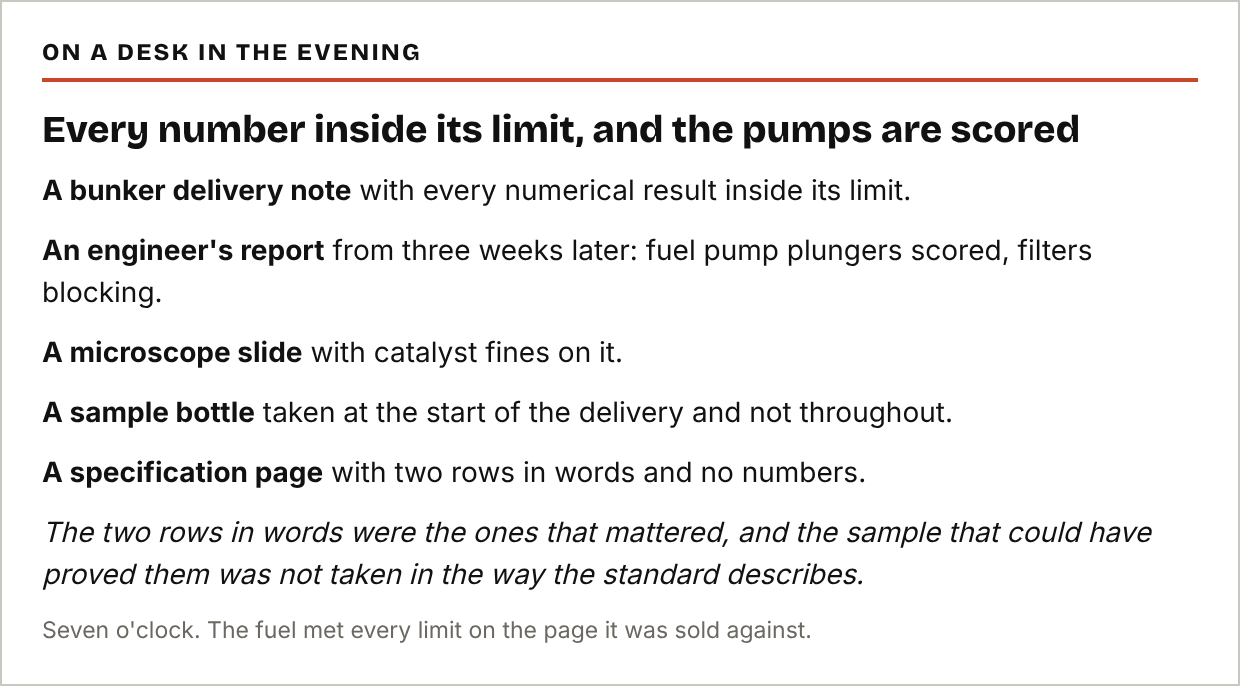 ON A DESK IN THE EVENING
Every number inside its limit, and the pumps are scored
A bunker delivery note with every numerical result inside its limit.
An engineer's report from three weeks later: fuel pump plungers scored, filters
blocking.
A microscope slide with catalyst fines on it.
A sample bottle taken at the start of the delivery and not throughout.
A specification page with two rows in words and no numbers.
The two rows in words were the ones that mattered, and the sample that could have
proved them was not taken in the way the standard describes.
Seven o'clock. The fuel met every limit on the page it was sold against.